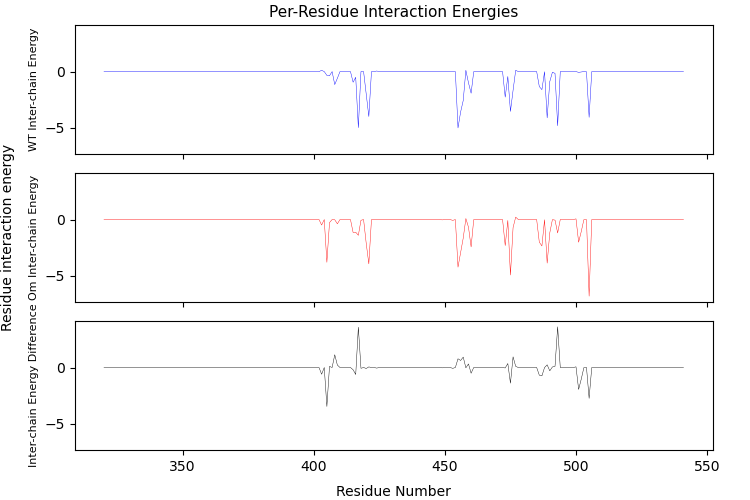 Per-Residue Interaction Energies
Residue interaction energy
WT Inter-chain Energy
0
−5
Om Inter-chain Energy
0
−5
Inter-chain Energy Difference
0
−5
350
400
450
500
550
Residue Number